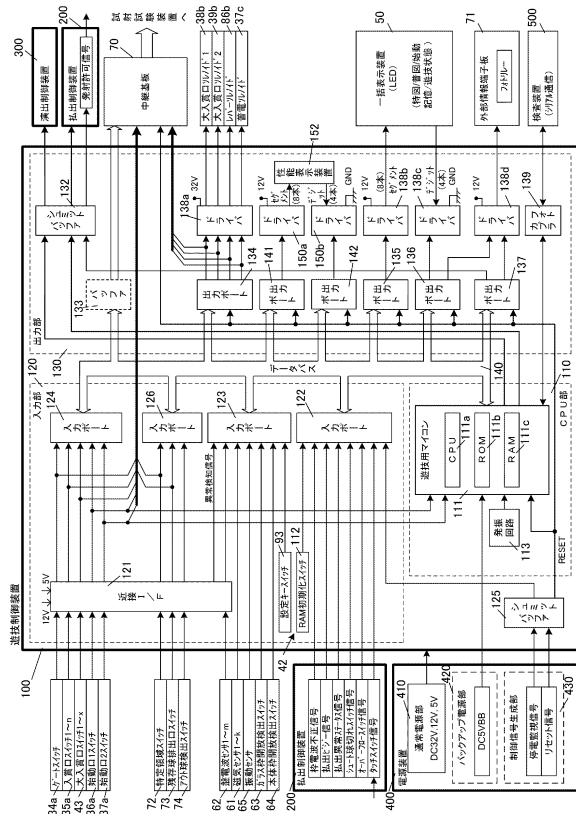 遊技制御装置
100
34a
ゲートスイッチ
35a
入賞口スイッチ1～n
43
大入賞口スイッチ1～x
36a
始動口1スイッチ
37a
始動口2スイッチ
72
特定領域スイッチ
73
残存球排出口スイッチ
74
アウト球検出スイッチ
62
盤電波センサ1～m
61
磁気センサ1～k
65
振動センサ
63
ガラス枠開放検出スイッチ
64
本体枠開放検出スイッチ
200
払出制御装置
枠電波不正信号
払出ビジー信号
払出異常ステータス信号
シュート球切れスイッチ信号
オーバーフロースイッチ信号
タッチスイッチ信号
400
電源装置
410
通常電源部
DC32V,12V,5V
420
バックアップ電源部
DC5VBB
430
制御信号生成部
停電監視信号
リセット信号
12V
5V
121
近接I/F
異常検知信号
42
設定キースイッチ
93
RAM初期化スイッチ
112
120
入力部
124
入力ポート
126
入力ポート
123
入力ポート
122
入力ポート
125
シュミットバッファ
RESET
110
CPU部
111
遊技用マイコン
CPU
111a
ROM
111b
RAM
111c
発振回路
113
データバス
140
130
出力部
132
シュミットバッファ
133
バッファ
134
出力ポート
141
出力ポート
142
出力ポート
135
出力ポート
136
出力ポート
137
出力ポート
138a
ドライバ
32V
150a
ドライバ
12V
セグメント(8本)
150b
ドライバ
デジット(4本)
GND
152
性能表示装置
138b
ドライバ
12V
(8本)
セグメント
138c
ドライバ
デジット(4本)
GND
138d
ドライバ
12V
139
フォトカプラ
300
演出制御装置
200
払出制御装置
発射許可信号
70
中継基板
試射試験装置へ
38b
大入賞口ソレノイド1
39b
大入賞口ソレノイド2
86b
レバーソレノイド
37c
普電ソレノイド
50
一括表示装置(LED)
(特図/普図/始動記憶/遊技状態)
71
外部情報端子板
フォトリレー
500
検査装置(シリアル通信)